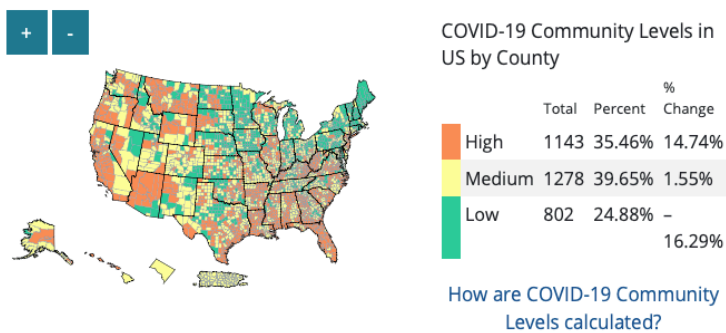 + -
COVID-19 Community Levels in
US by County
%
Total Percent Change
High 1143 35.46% 14.74%
Medium 1278 39.65% 1.55%
Low 802 24.88% –
16.29%
How are COVID-19 Community
Levels calculated?